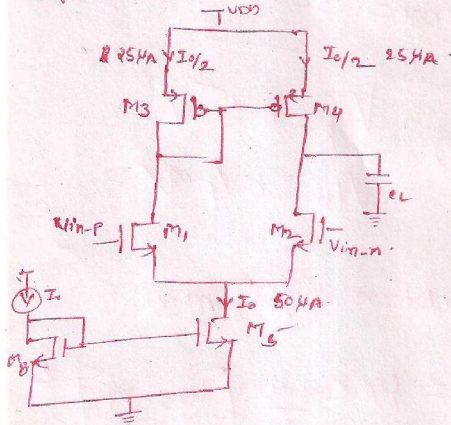 VDD
25μA
I0/2
I0/2
25μA
M3
M4
CL
Vin-p
M1
M2
Vin-n
I0
50μA
I0
M8
M5